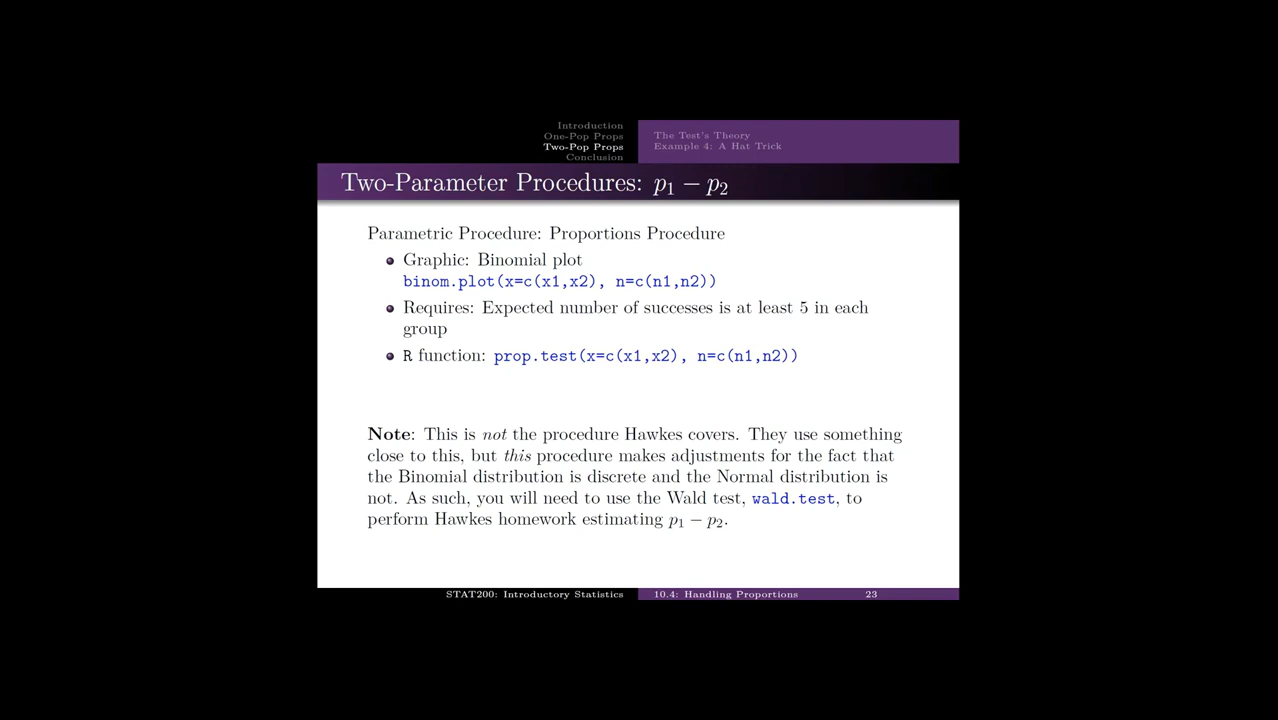 Introduction
One-Pop Props
Two-Pop Props
Conclusion
The Test's Theory
Example 4: A Hat Trick
Two-Parameter Procedures: p₁ − p₂
Parametric Procedure: Proportions Procedure
Graphic: Binomial plot
binom.plot(x=c(x1,x2), n=c(n1,n2))
Requires: Expected number of successes is at least 5 in each
group
R function: prop.test(x=c(x1,x2), n=c(n1,n2))
Note: This is not the procedure Hawkes covers. They use something
close to this, but this procedure makes adjustments for the fact that
the Binomial distribution is discrete and the Normal distribution is
not. As such, you will need to use the Wald test, wald.test, to
perform Hawkes homework estimating p₁ − p₂.
STAT200: Introductory Statistics
10.4: Handling Proportions
23